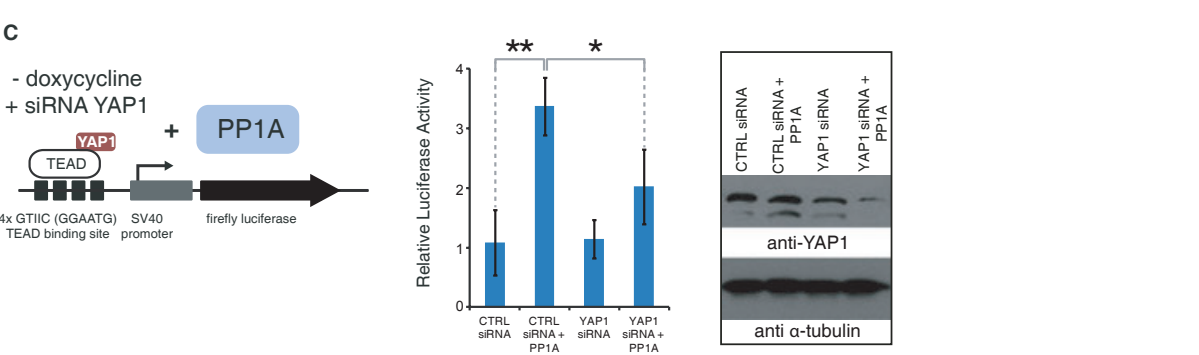 C
- doxycycline
+ siRNA YAP1
+
PP1A
YAP1
TEAD
4x GTIIC (GGAATG)
TEAD binding site
SV40
promoter
firefly luciferase
Relative Luciferase Activity
4
3
2
1
0
**
*
CTRL
siRNA
CTRL
siRNA +
PP1A
YAP1
siRNA
YAP1
siRNA +
PP1A
CTRL siRNA
CTRL siRNA +
PP1A
YAP1 siRNA
YAP1 siRNA +
PP1A
anti-YAP1
anti α-tubulin